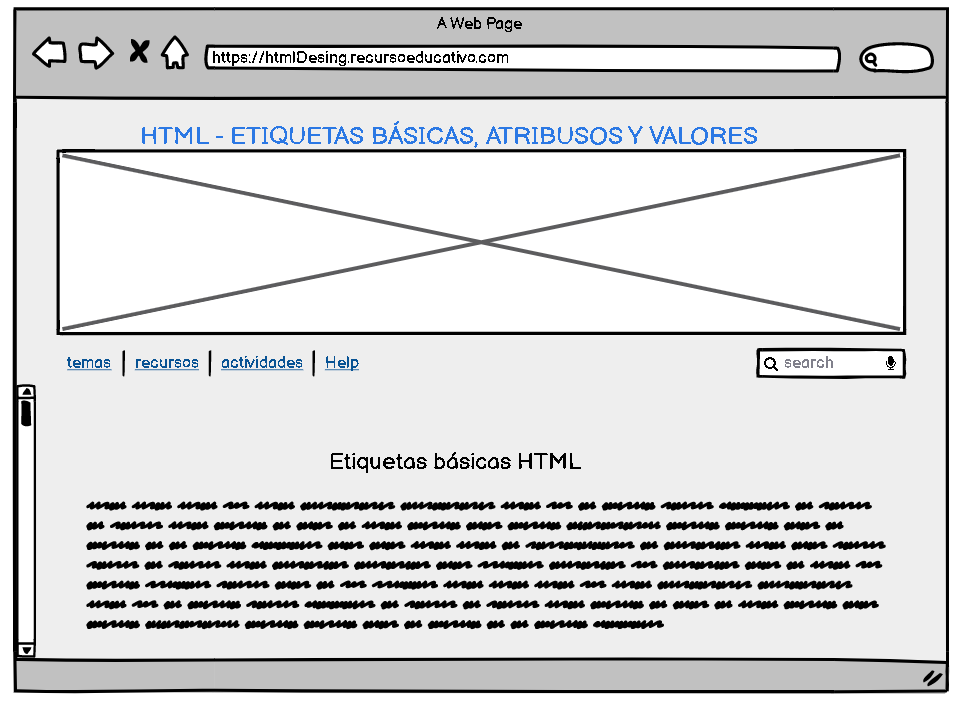 A Web Page
https://htmlDesing.recursoeducativo.com
HTML - ETIQUETAS BÁSICAS, ATRIBUSOS Y VALORES
temas | recursos | actividades | Help
search
Etiquetas básicas HTML